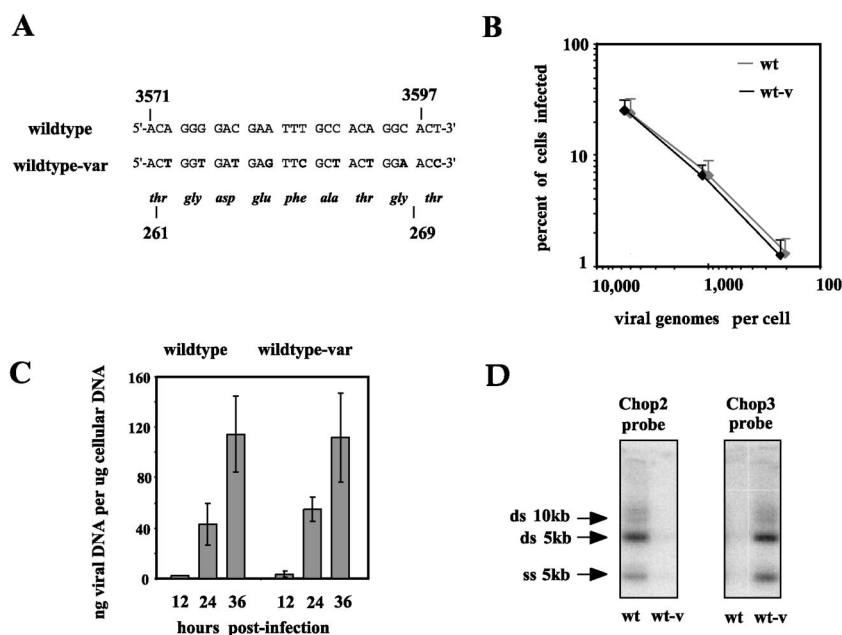 A
3571 3597
wildtype 5'-ACA GGG GAC GAA TTT GCC ACA GGC ACT-3'
wildtype-var 5'-ACT GGT GAT GAG TTC GCT ACT GGA ACC-3'
thr gly asp glu phe ala thr gly thr
261 269
B
percent of cells infected
100
10
1
wt
wt-v
10,000 1,000 100
viral genomes per cell
C
wildtype wildtype-var
ng viral DNA per ug cellular DNA
160
120
80
40
0
12 24 36 12 24 36
hours post-infection
D
Chop2 probe
Chop3 probe
ds 10kb
ds 5kb
ss 5kb
wt wt-v wt wt-v